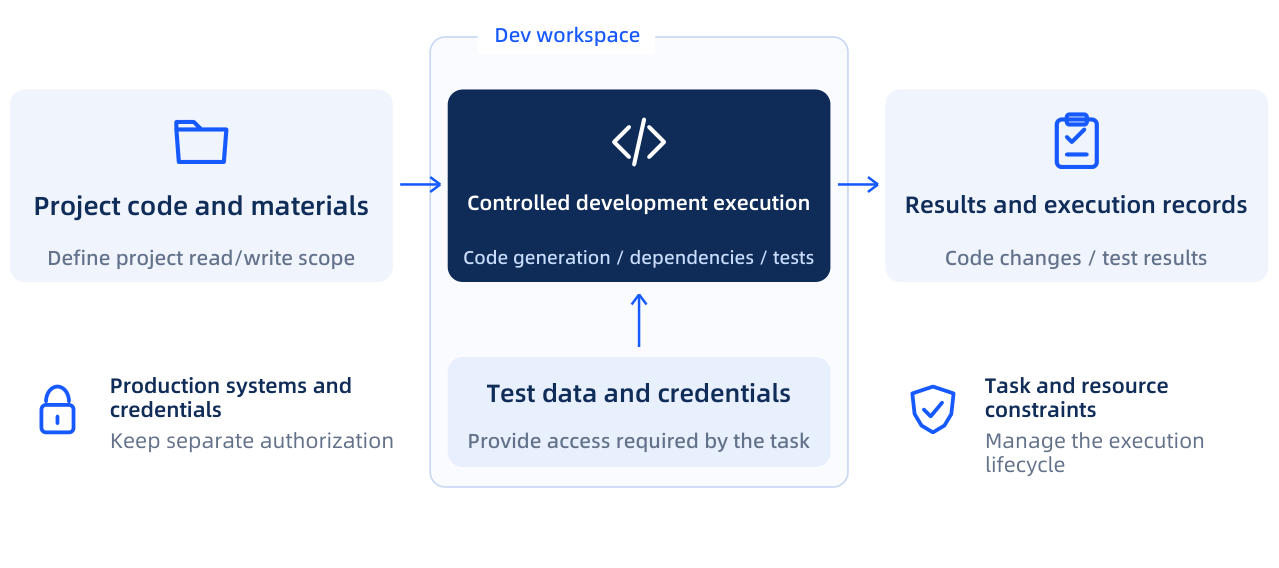 Dev workspace
Project code and materials
Define project read/write scope
Controlled development execution
Code generation / dependencies / tests
Results and execution records
Code changes / test results
Test data and credentials
Provide access required by the task
Production systems and
credentials
Keep separate authorization
Task and resource
constraints
Manage the execution
lifecycle